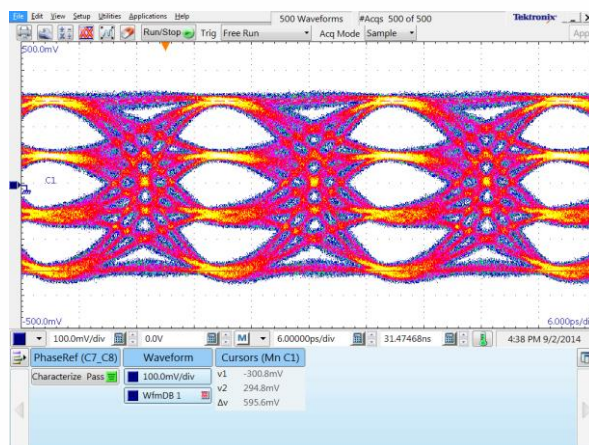 File Edit View Setup Utilities Applications Help
500 Waveforms #Acqs 500 of 500
Tektronix
Run/Stop Trig Free Run Acq Mode Sample App
500.0mV
C1
-500.0mV
6.000ps/div
100.0mV/div 0.0V M 6.00000ps/div 31.47468ns 4:38 PM 9/2/2014
PhaseRef (C7_C8) Waveform Cursors (Mn C1)
Characterize Pass 100.0mV/div v1 -300.8mV
v2 294.8mV
WfmDB 1 Δv 595.6mV